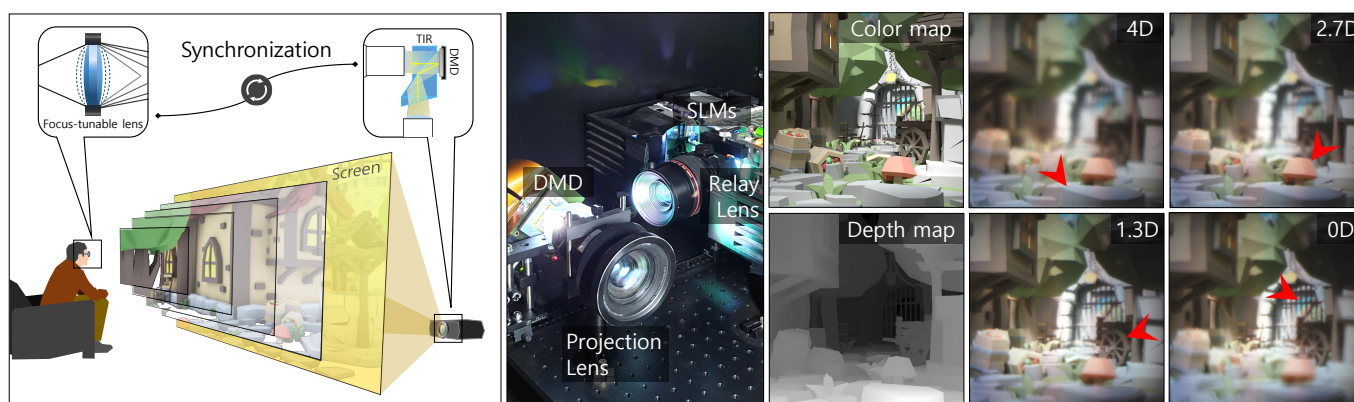 Synchronization
Focus-tunable lens
TIR
DMD
Screen
SLMs
DMD
Relay
Lens
Projection
Lens
Color map
4D
2.7D
Depth map
1.3D
0D